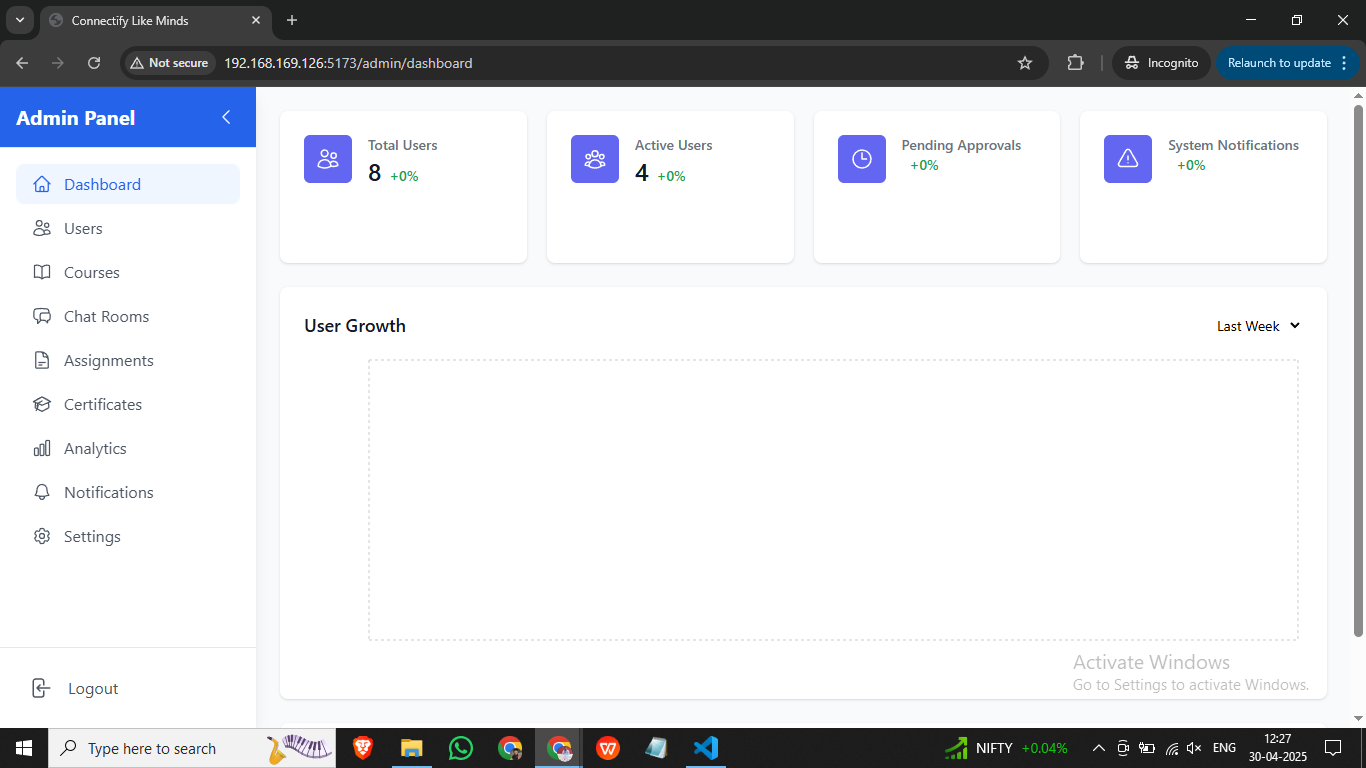 Connectify Like Minds
Not secure
192.168.169.126:5173/admin/dashboard
Incognito
Relaunch to update
Admin Panel
Dashboard
Users
Courses
Chat Rooms
Assignments
Certificates
Analytics
Notifications
Settings
Logout
Total Users
8 +0%
Active Users
4 +0%
Pending Approvals
+0%
System Notifications
+0%
User Growth
Last Week
Activate Windows
Go to Settings to activate Windows.
Type here to search
NIFTY +0.04%
ENG
12:27
30-04-2025